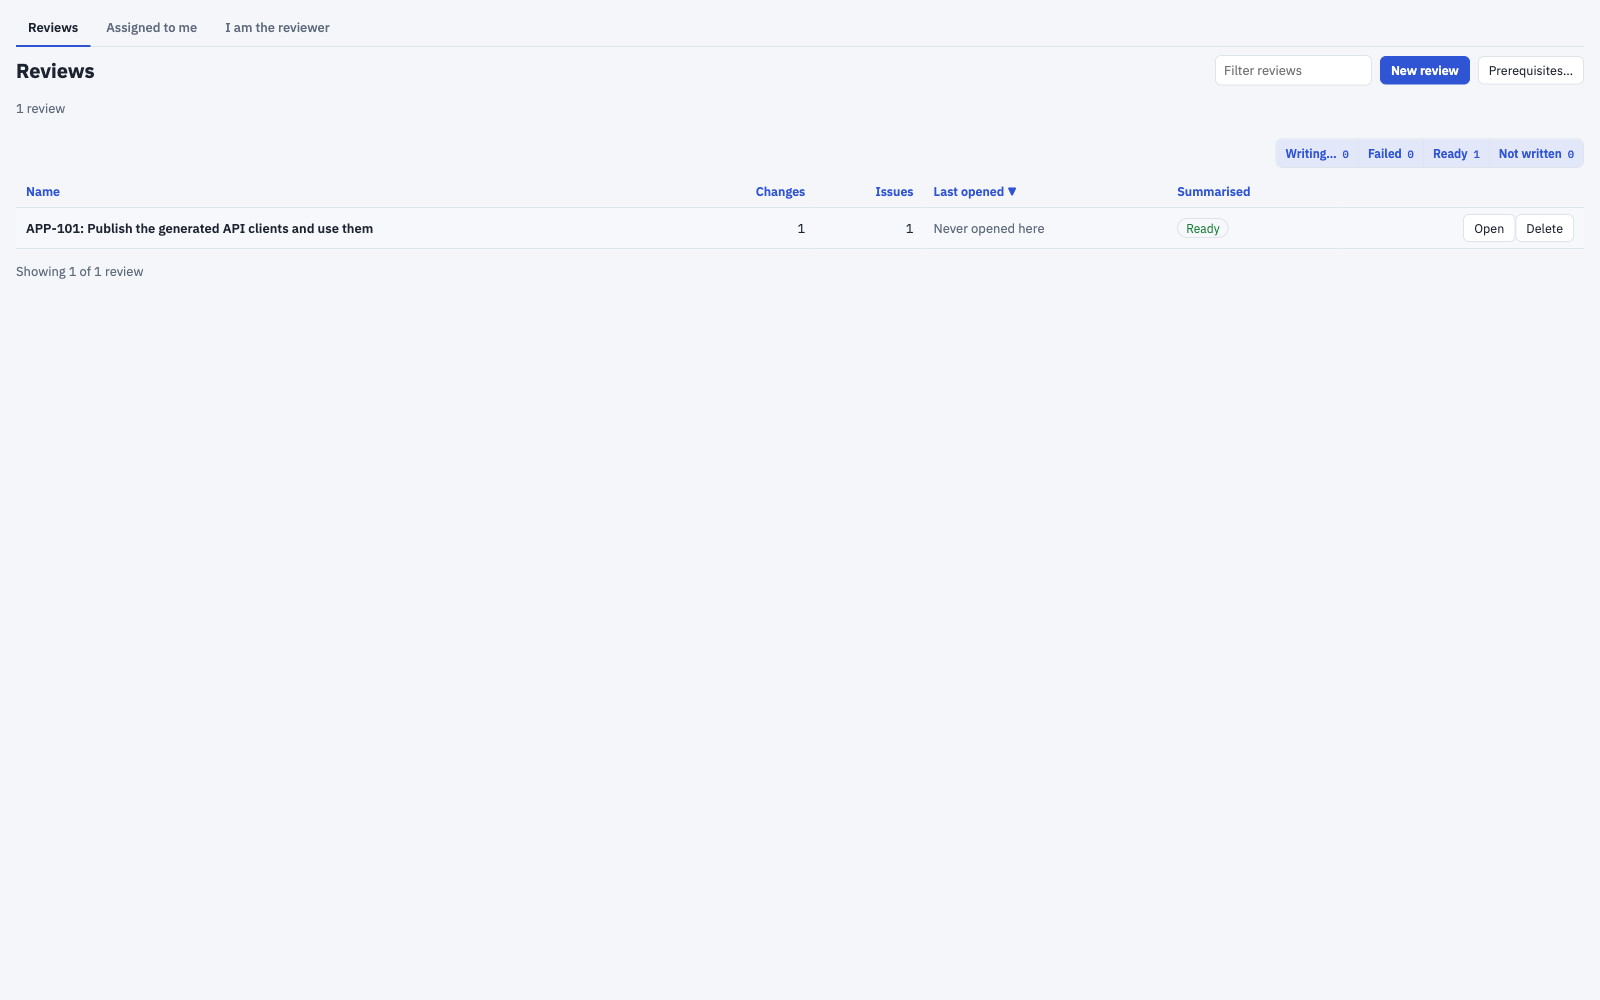 Reviews Assigned to me I am the reviewer
Reviews
Filter reviews New review Prerequisites...
1 review
Writing... 0 Failed 0 Ready 1 Not written 0
Name Changes Issues Last opened ▼ Summarised
APP-101: Publish the generated API clients and use them 1 1 Never opened here Ready Open Delete
Showing 1 of 1 review